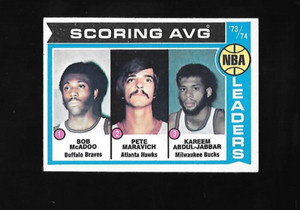 SCORING AVG
'73/'74
NBA
LEADERS
1
2
3
BOB McADOO
Buffalo Braves
PETE MARAVICH
Atlanta Hawks
KAREEM ABDUL-JABBAR
Milwaukee Bucks